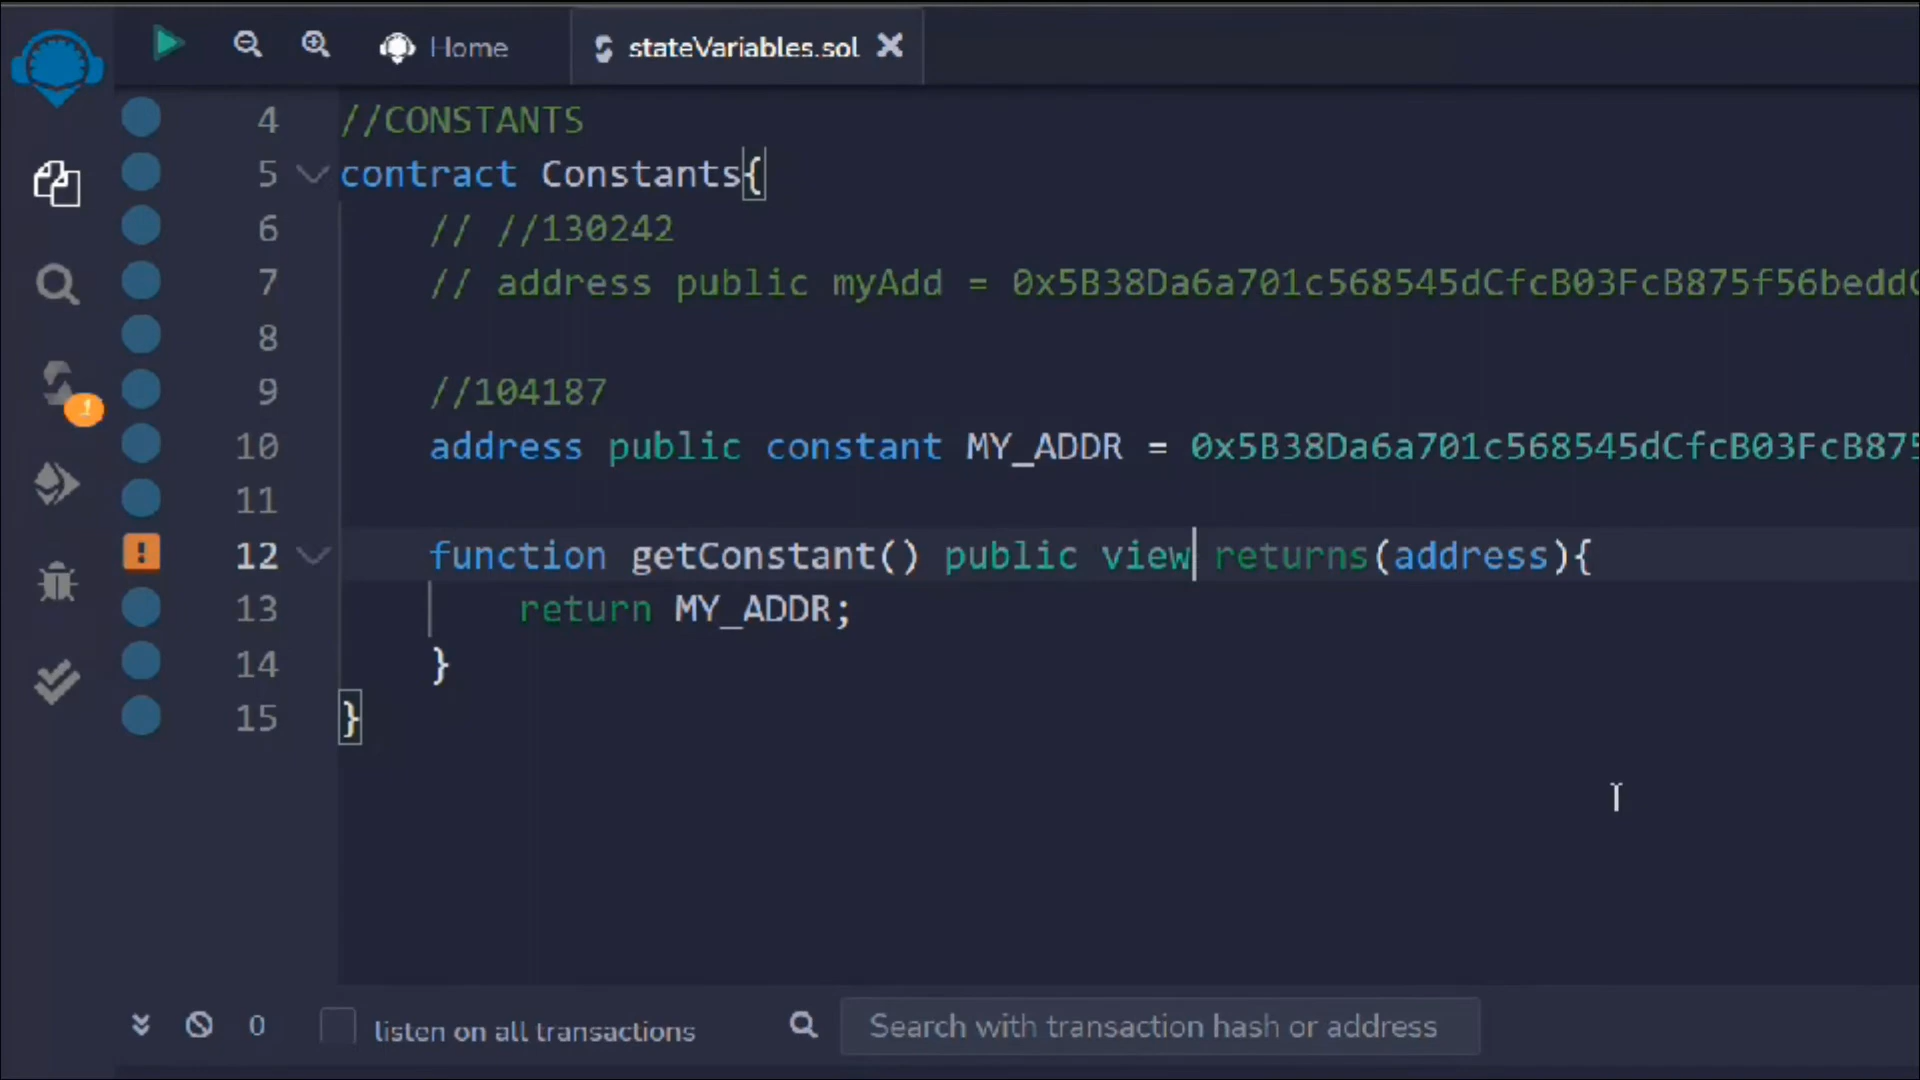 Home
stateVariables.sol
4 //CONSTANTS
5 contract Constants{
6 // //130242
7 // address public myAdd = 0x5B38Da6a701c568545dCfcB03FcB875f56beddC
8
9 //104187
10 address public constant MY_ADDR = 0x5B38Da6a701c568545dCfcB03FcB875
11
12 function getConstant() public view returns(address){
13 return MY_ADDR;
14 }
15 }
1
0 listen on all transactions Search with transaction hash or address